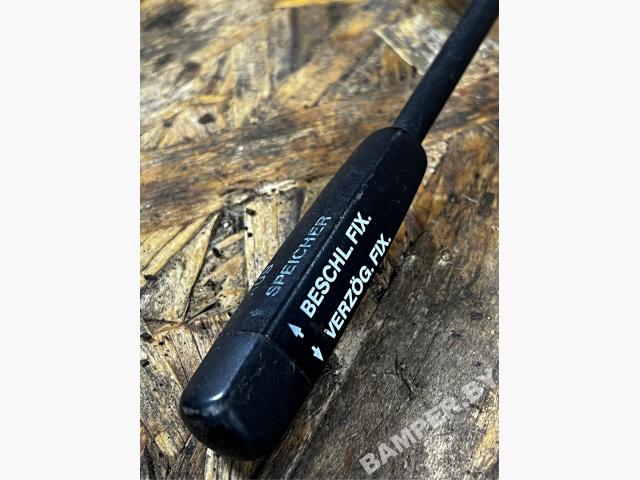 SPEICHER
↑ BESCHL. FIX.
↓ VERZÖG. FIX.
BAMPER.BY